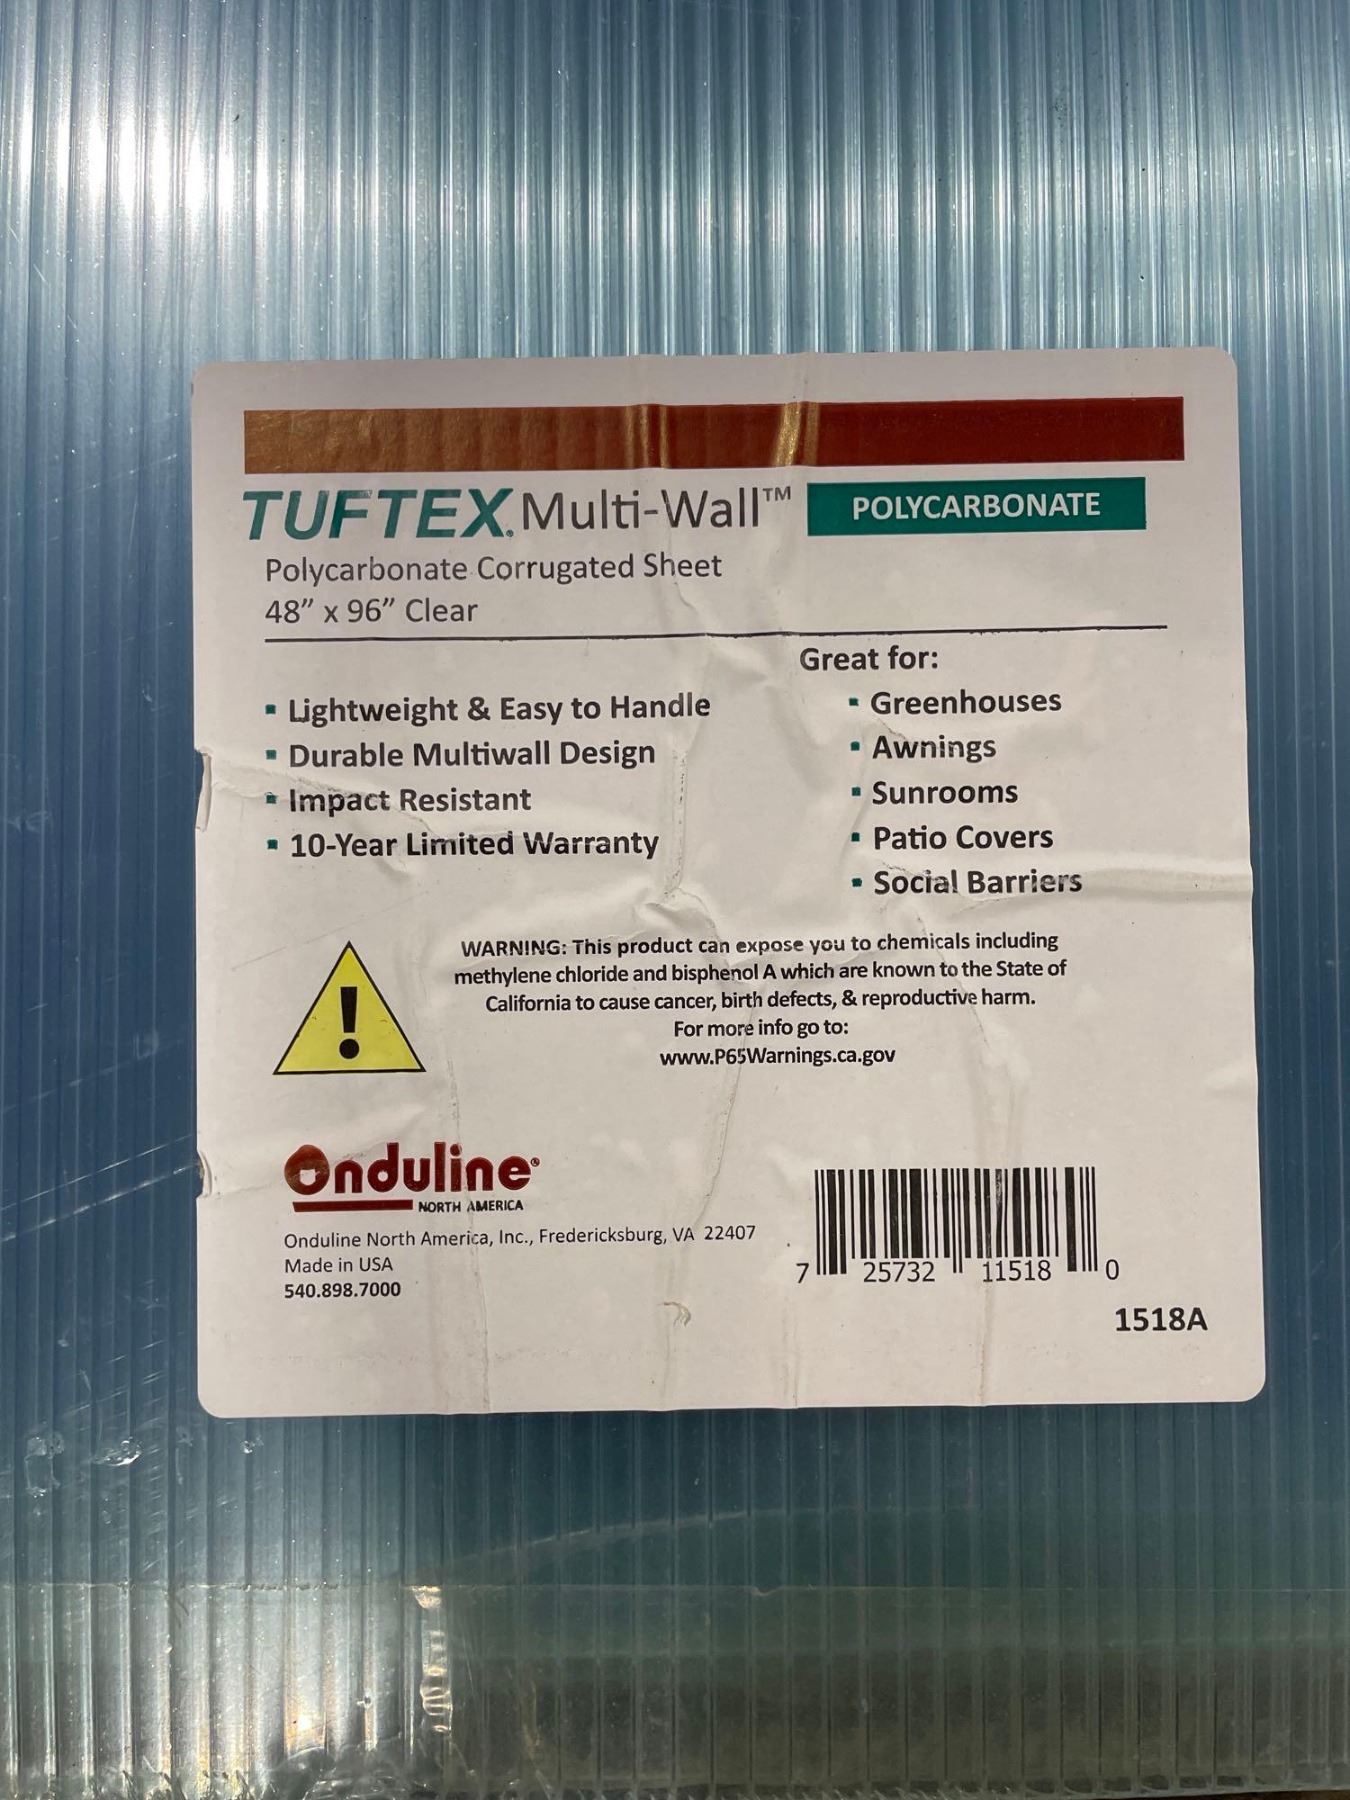 TUFTEX® Multi-Wall™ POLYCARBONATE
Polycarbonate Corrugated Sheet
48” x 96” Clear
▪ Lightweight & Easy to Handle
▪ Durable Multiwall Design
▪ Impact Resistant
▪ 10-Year Limited Warranty
Great for:
▪ Greenhouses
▪ Awnings
▪ Sunrooms
▪ Patio Covers
▪ Social Barriers
WARNING: This product can expose you to chemicals including
methylene chloride and bisphenol A which are known to the State of
California to cause cancer, birth defects, & reproductive harm.
For more info go to:
www.P65Warnings.ca.gov
!
Onduline®
NORTH AMERICA
Onduline North America, Inc., Fredericksburg, VA 22407
Made in USA
540.898.7000
7 25732 11518 0
1518A